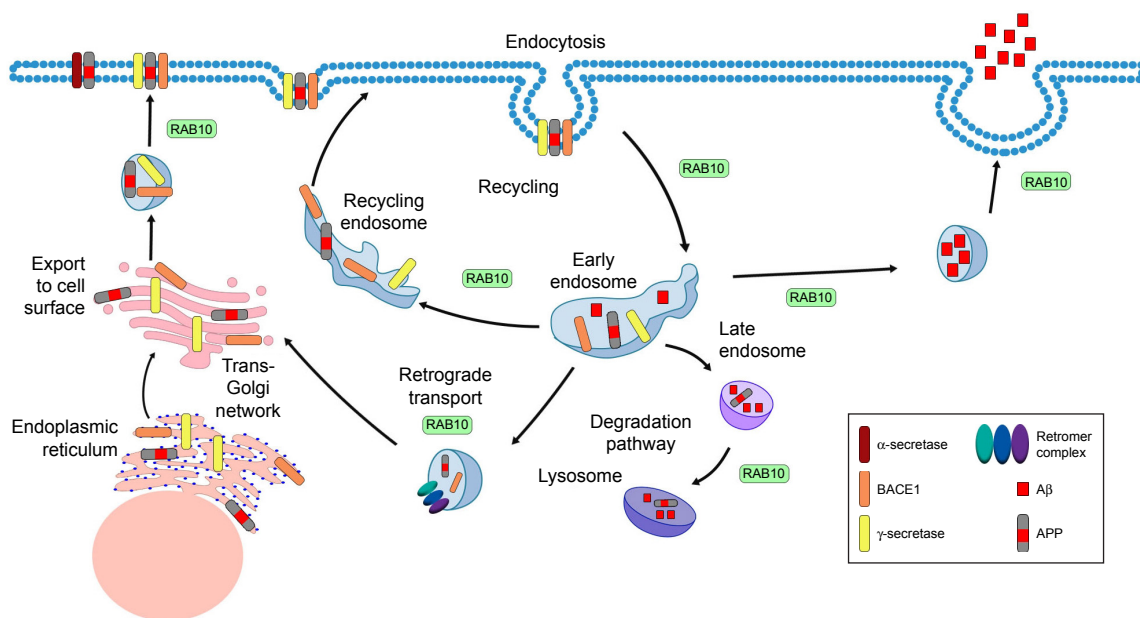 Endocytosis
RAB10
RAB10
RAB10
Recycling
Recycling
endosome
Export
to cell
surface
RAB10
Early
endosome
RAB10
Late
endosome
Trans-
Golgi
network
Retrograde
transport
RAB10
Endoplasmic
reticulum
Degradation
pathway
Lysosome
RAB10
α-secretase
BACE1
γ-secretase
Retromer
complex
Aβ
APP